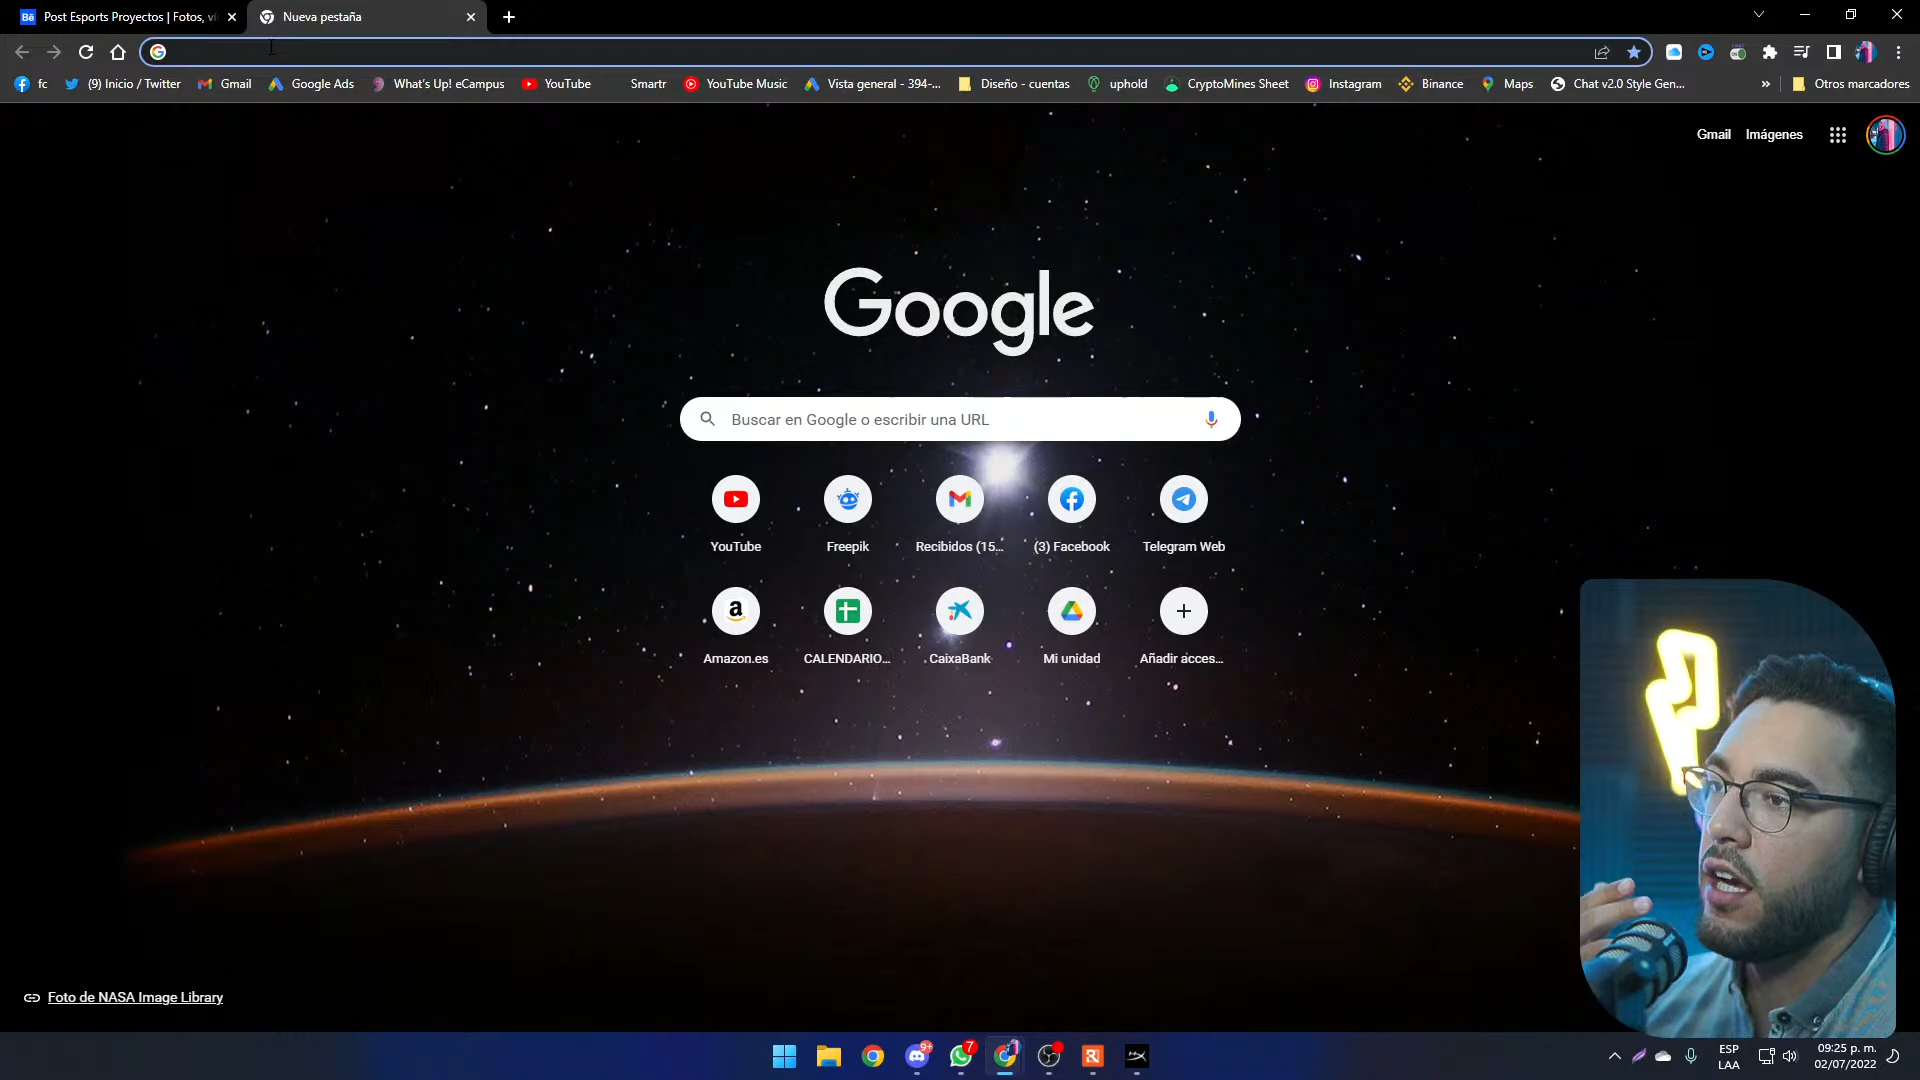 Post Esports Proyectos | Fotos, ví
Nueva pestaña
fc
(9) Inicio / Twitter
Gmail
Google Ads
What's Up! eCampus
YouTube
Smartr
YouTube Music
Vista general - 394-...
Diseño - cuentas
uphold
CryptoMines Sheet
Instagram
Binance
Maps
Chat v2.0 Style Gen...
»
Otros marcadores
Gmail
Imágenes
Google
Buscar en Google o escribir una URL
YouTube
Freepik
Recibidos (15...
(3) Facebook
Telegram Web
Amazon.es
CALENDARIO...
CaixaBank
Mi unidad
Añadir acces...
Foto de NASA Image Library
9+
7
ESP
LAA
09:25 p. m.
02/07/2022